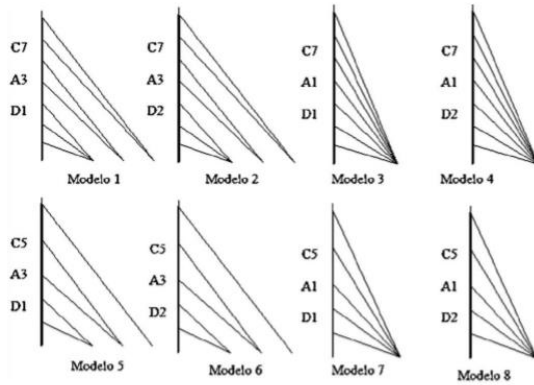 C7 C7 C7 C7
A3 A3 A1 A1
D1 D2 D1 D2
Modelo 1 Modelo 2 Modelo 3 Modelo 4
C5 C5 C5 C5
A3 A3 A1 A1
D1 D2 D1 D2
Modelo 5 Modelo 6 Modelo 7 Modelo 8